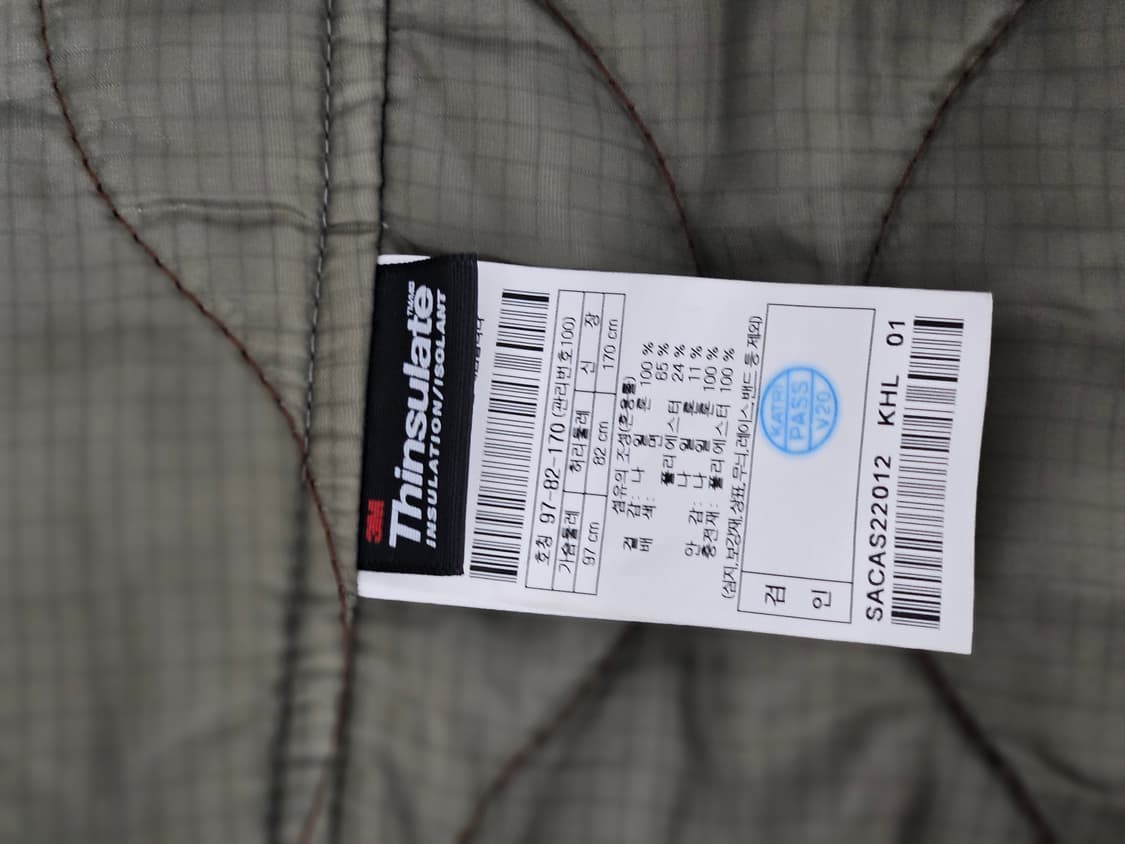 3M
Thinsulate™/MD
INSULATION/ISOLANT
호칭 97-82-170 (관리번호100)
가슴둘레 허리둘레 신 장
97 cm 82 cm 170 cm
섬유의 조성(혼용률)
겉 감: 나 일 론 100 %
배 색: 면 65 %
폴리에스터 24 %
나 일 론 11 %
안 감: 나 일 론 100 %
충전재: 폴리에스터 100 %
(심지,보강재,상표,무늬,레이스,밴드 등 제외)
검 인
KATRI
PASS
V20
SACAS22012 KHL 01